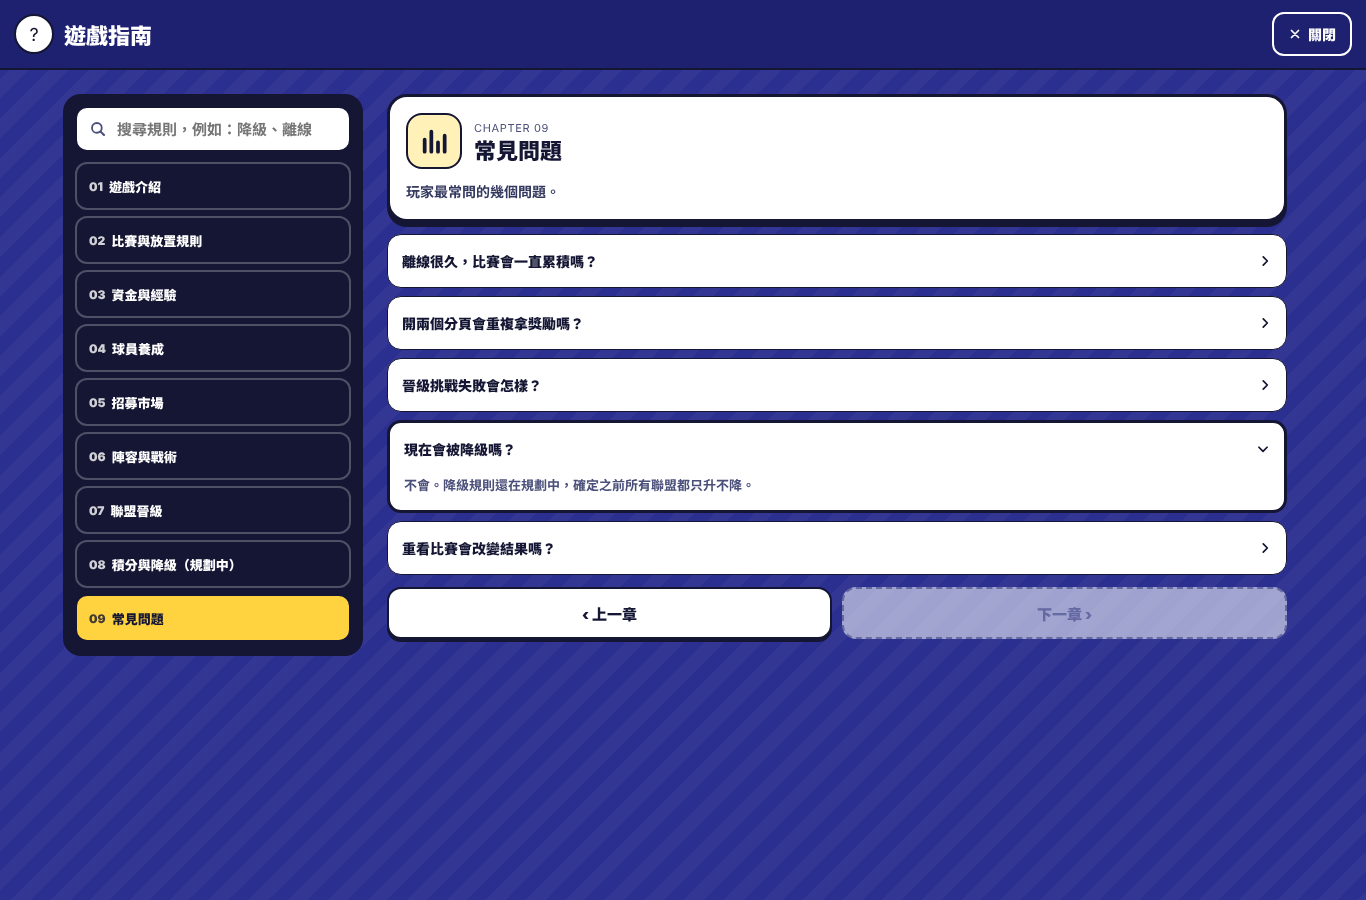 ?
遊戲指南
× 關閉
搜尋規則，例如：降級、離線
01 遊戲介紹
02 比賽與放置規則
03 資金與經驗
04 球員養成
05 招募市場
06 陣容與戰術
07 聯盟晉級
08 積分與降級（規劃中）
09 常見問題
CHAPTER 09
常見問題
玩家最常問的幾個問題。
離線很久，比賽會一直累積嗎？
開兩個分頁會重複拿獎勵嗎？
晉級挑戰失敗會怎樣？
現在會被降級嗎？
不會。降級規則還在規劃中，確定之前所有聯盟都只升不降。
重看比賽會改變結果嗎？
‹ 上一章
下一章 ›